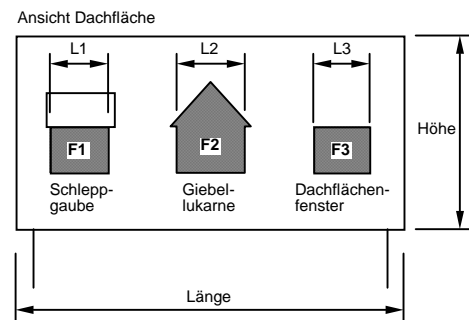 Ansicht Dachfläche
L1 L2 L3
Höhe
F1 F2 F3
Schlepp-
gaube
Giebel-
lukarne
Dachflächen-
fenster
Länge